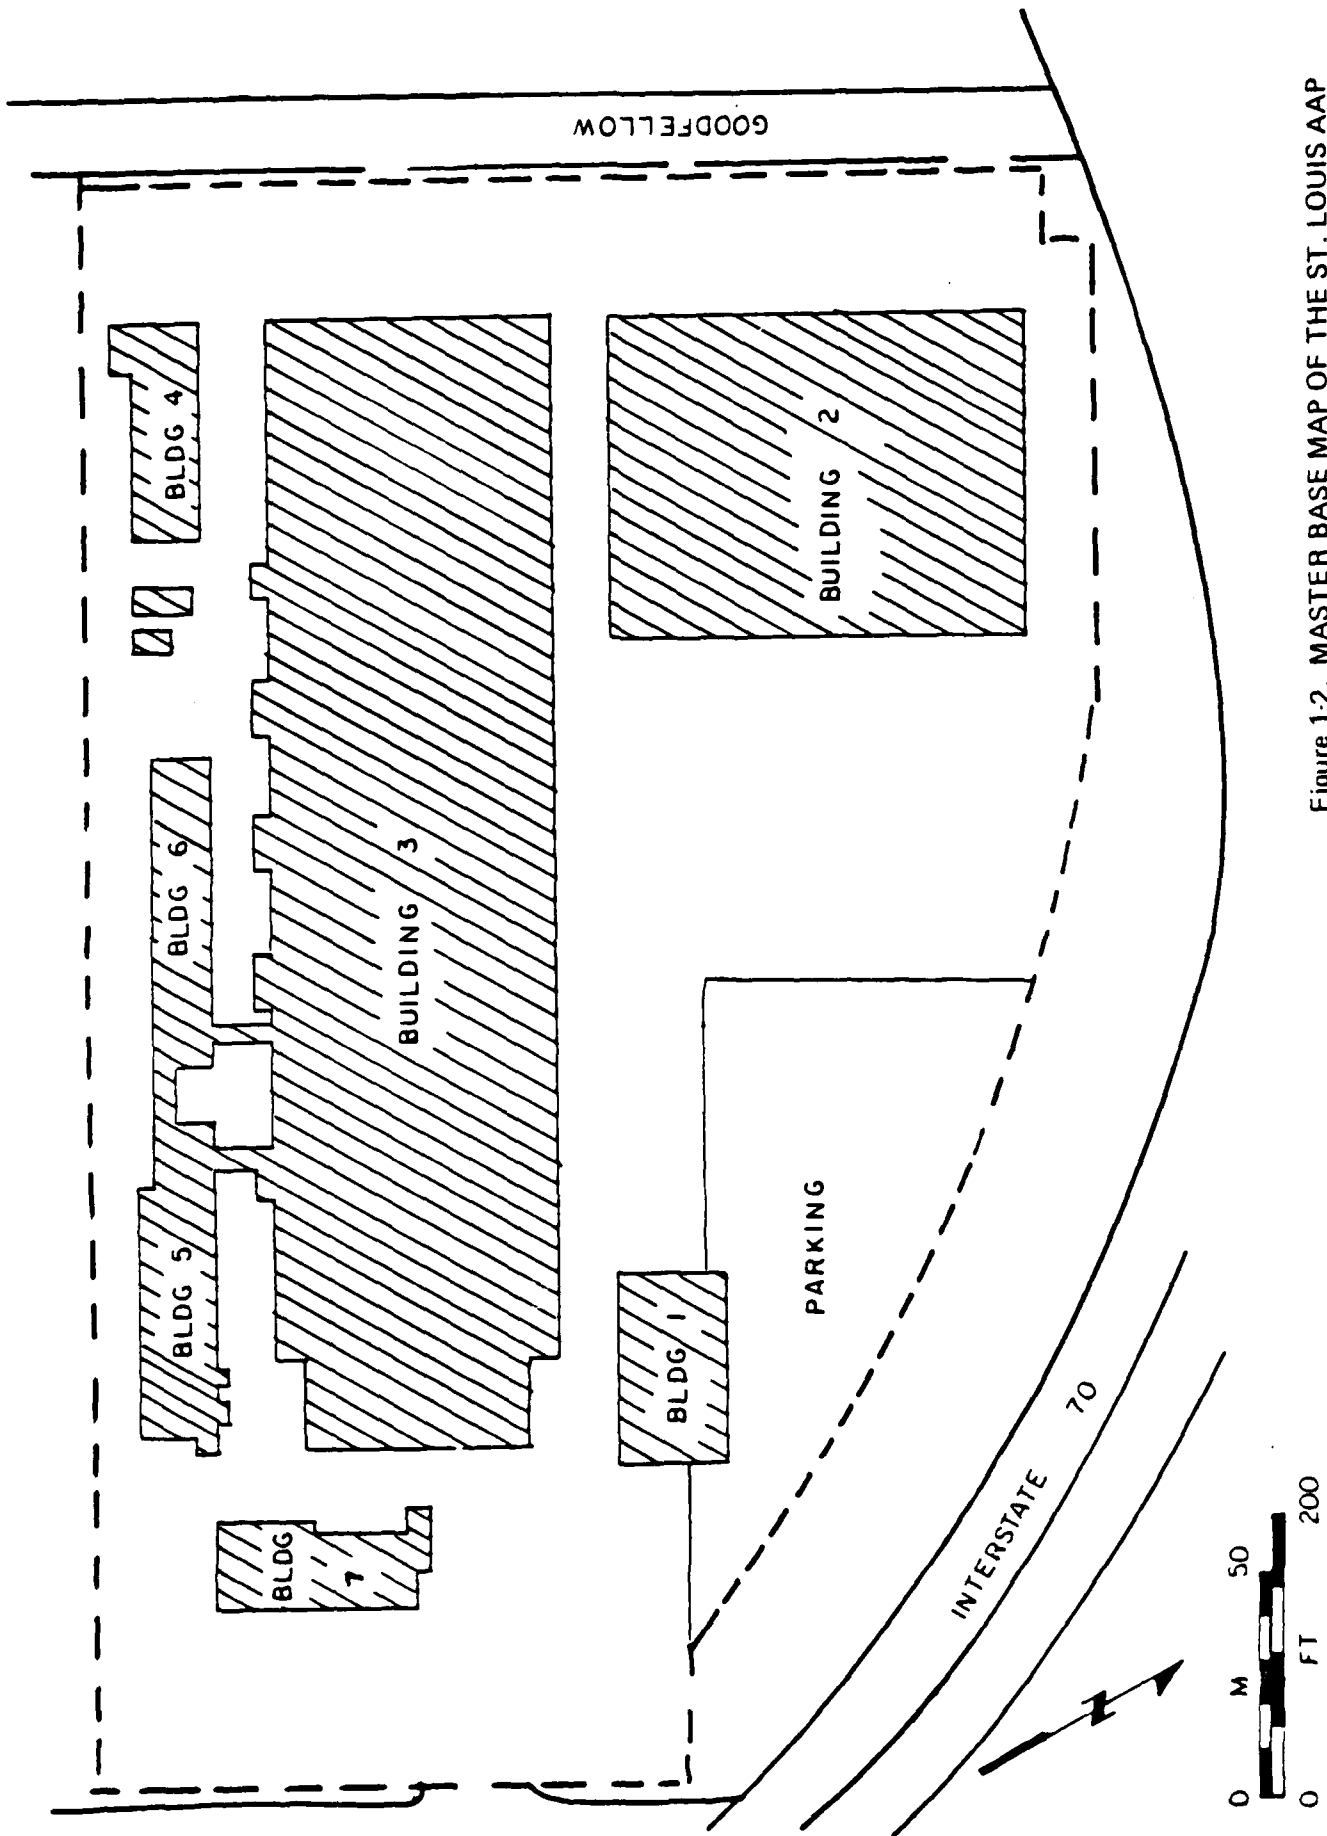 GOODFELLOW
BLDG 4
BUILDING 2
BLDG 6
BUILDING 3
BLDG 5
BLDG 1
PARKING
BLDG
7
INTERSTATE 70
N
0 M 50
0 FT 200
Figure 1-2. MASTER BASE MAP OF THE ST. LOUIS AAP